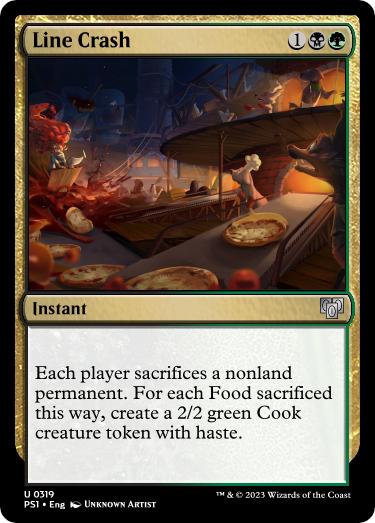 Line Crash 1
Instant
Each player sacrifices a nonland
permanent. For each Food sacrificed
this way, create a 2/2 green Cook
creature token with haste.
U 0319
PS1 • Eng Unknown Artist
™ & © 2023 Wizards of the Coast